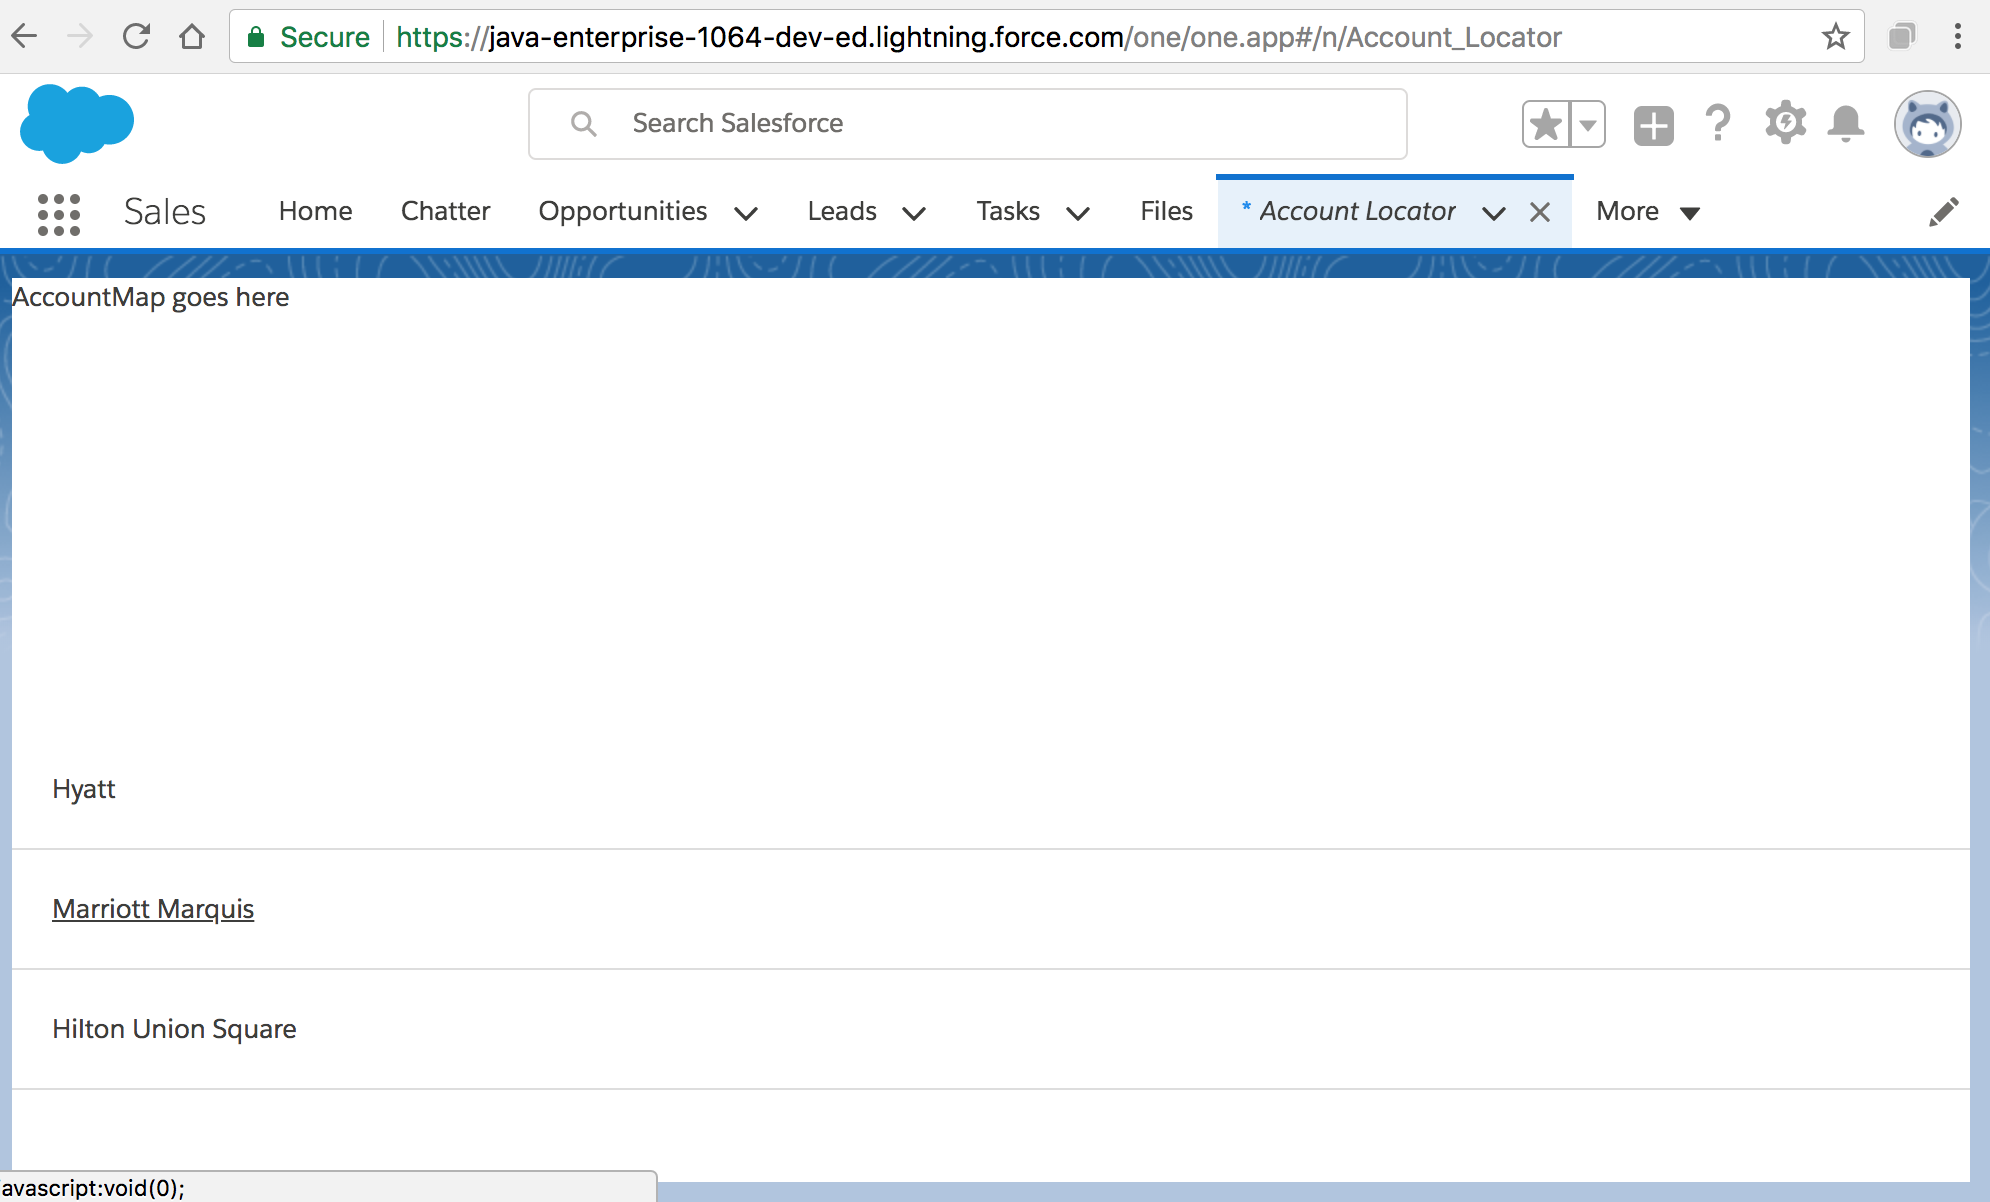 Secure https://java-enterprise-1064-dev-ed.lightning.force.com/one/one.app#/n/Account_Locator
Search Salesforce
Sales Home Chatter Opportunities Leads Tasks Files * Account Locator More
AccountMap goes here
Hyatt
Marriott Marquis
Hilton Union Square
avascript:void(0);